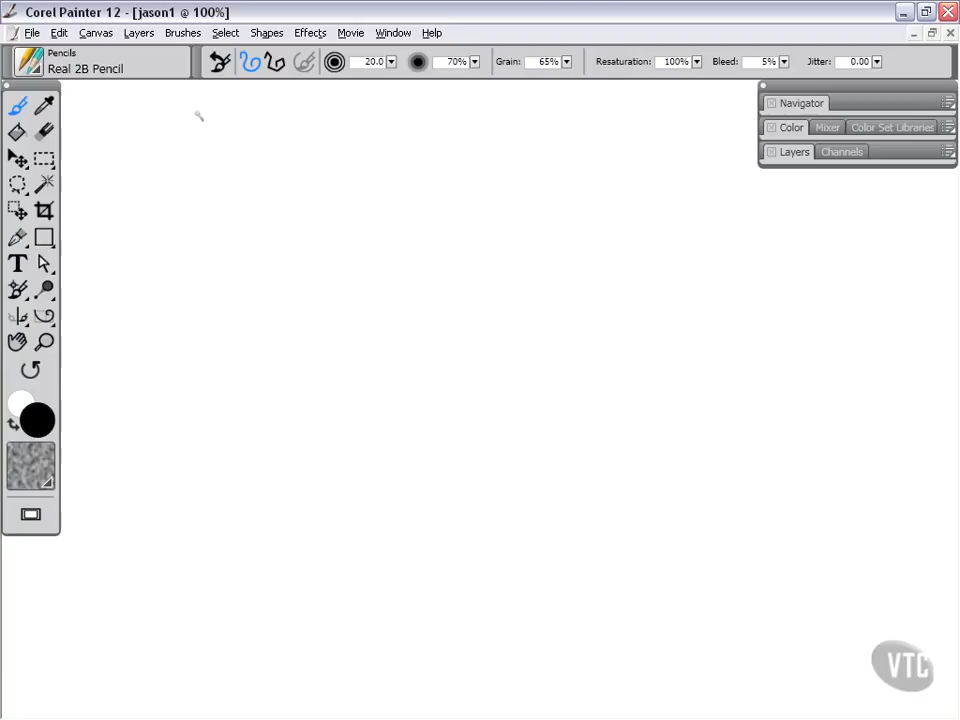 Corel Painter 12 - [jason1 @ 100%]
File Edit Canvas Layers Brushes Select Shapes Effects Movie Window Help
Pencils
Real 2B Pencil
20.0 70% Grain: 65% Resaturation: 100% Bleed: 5% Jitter: 0.00
Navigator
Color Mixer Color Set Libraries
Layers Channels
T
VTC